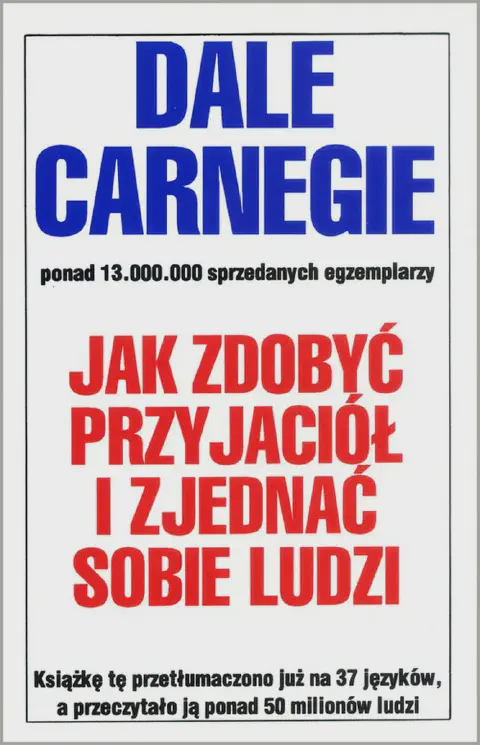 DALE
CARNEGIE
ponad 13.000.000 sprzedanych egzemplarzy
JAK ZDOBYĆ
PRZYJACIÓŁ
I ZJEDNAĆ
SOBIE LUDZI
Książkę tę przetłumaczono już na 37 języków,
a przeczytało ją ponad 50 milionów ludzi